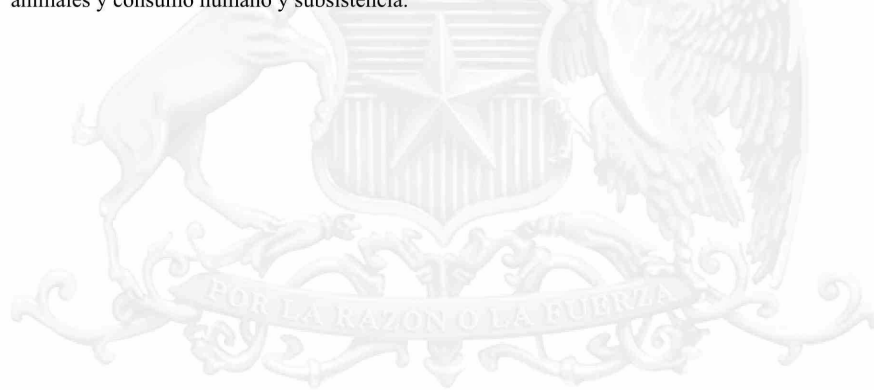 animales y consumo humano y subsistencia.
POR LA RAZON O LA FUERZA